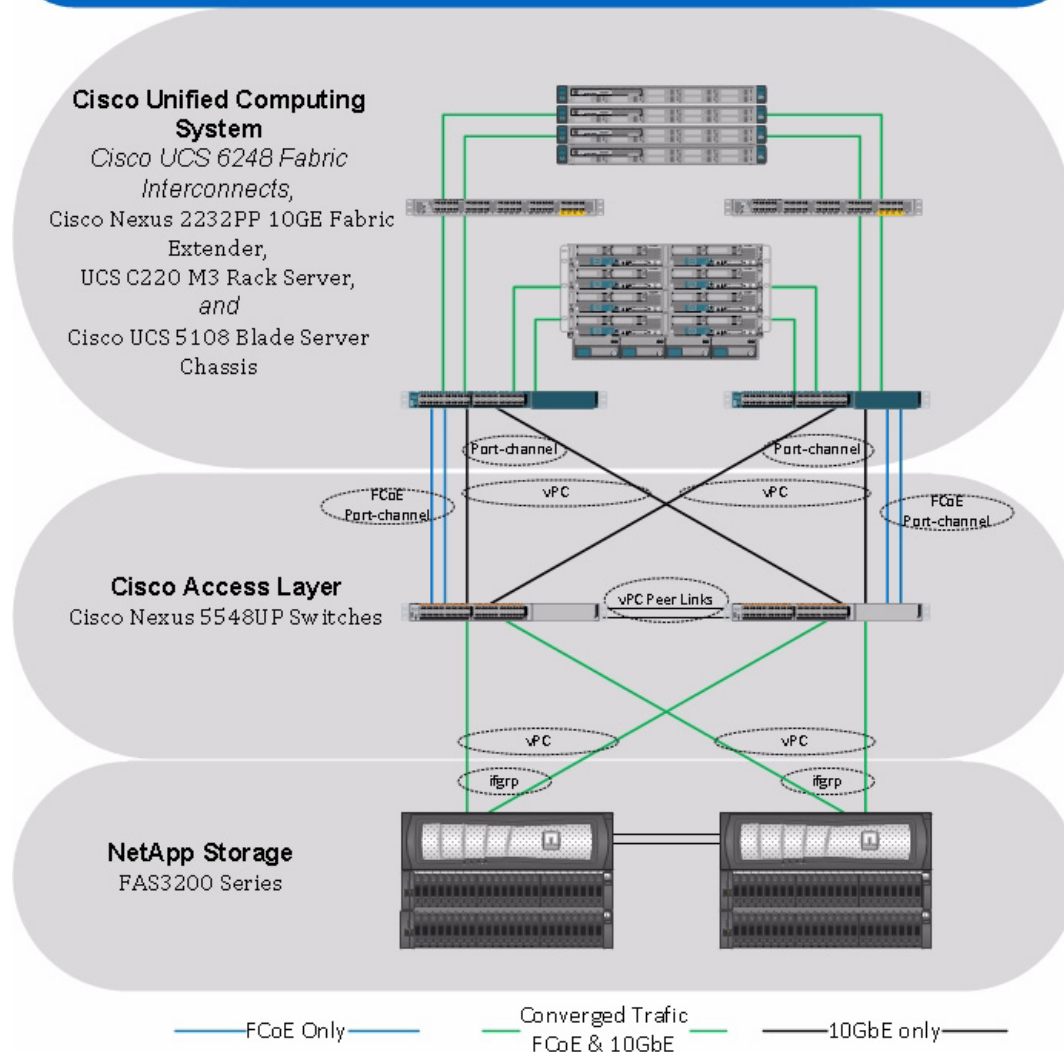 Cisco Unified Computing
System
Cisco UCS 6248 Fabric
Interconnects,
Cisco Nexus 2232PP 10GE Fabric
Extender,
UCS C220 M3 Rack Server,
and
Cisco UCS 5108 Blade Server
Chassis
Port-channel
Port-channel
FCoE
Port-channel
vPC
vPC
FCoE
Port-channel
Cisco Access Layer
Cisco Nexus 5548UP Switches
vPC Peer Links
vPC
vPC
ifgrp
ifgrp
NetApp Storage
FAS3200 Series
FCoE Only
Converged Trafic
FCoE & 10GbE
10GbE only